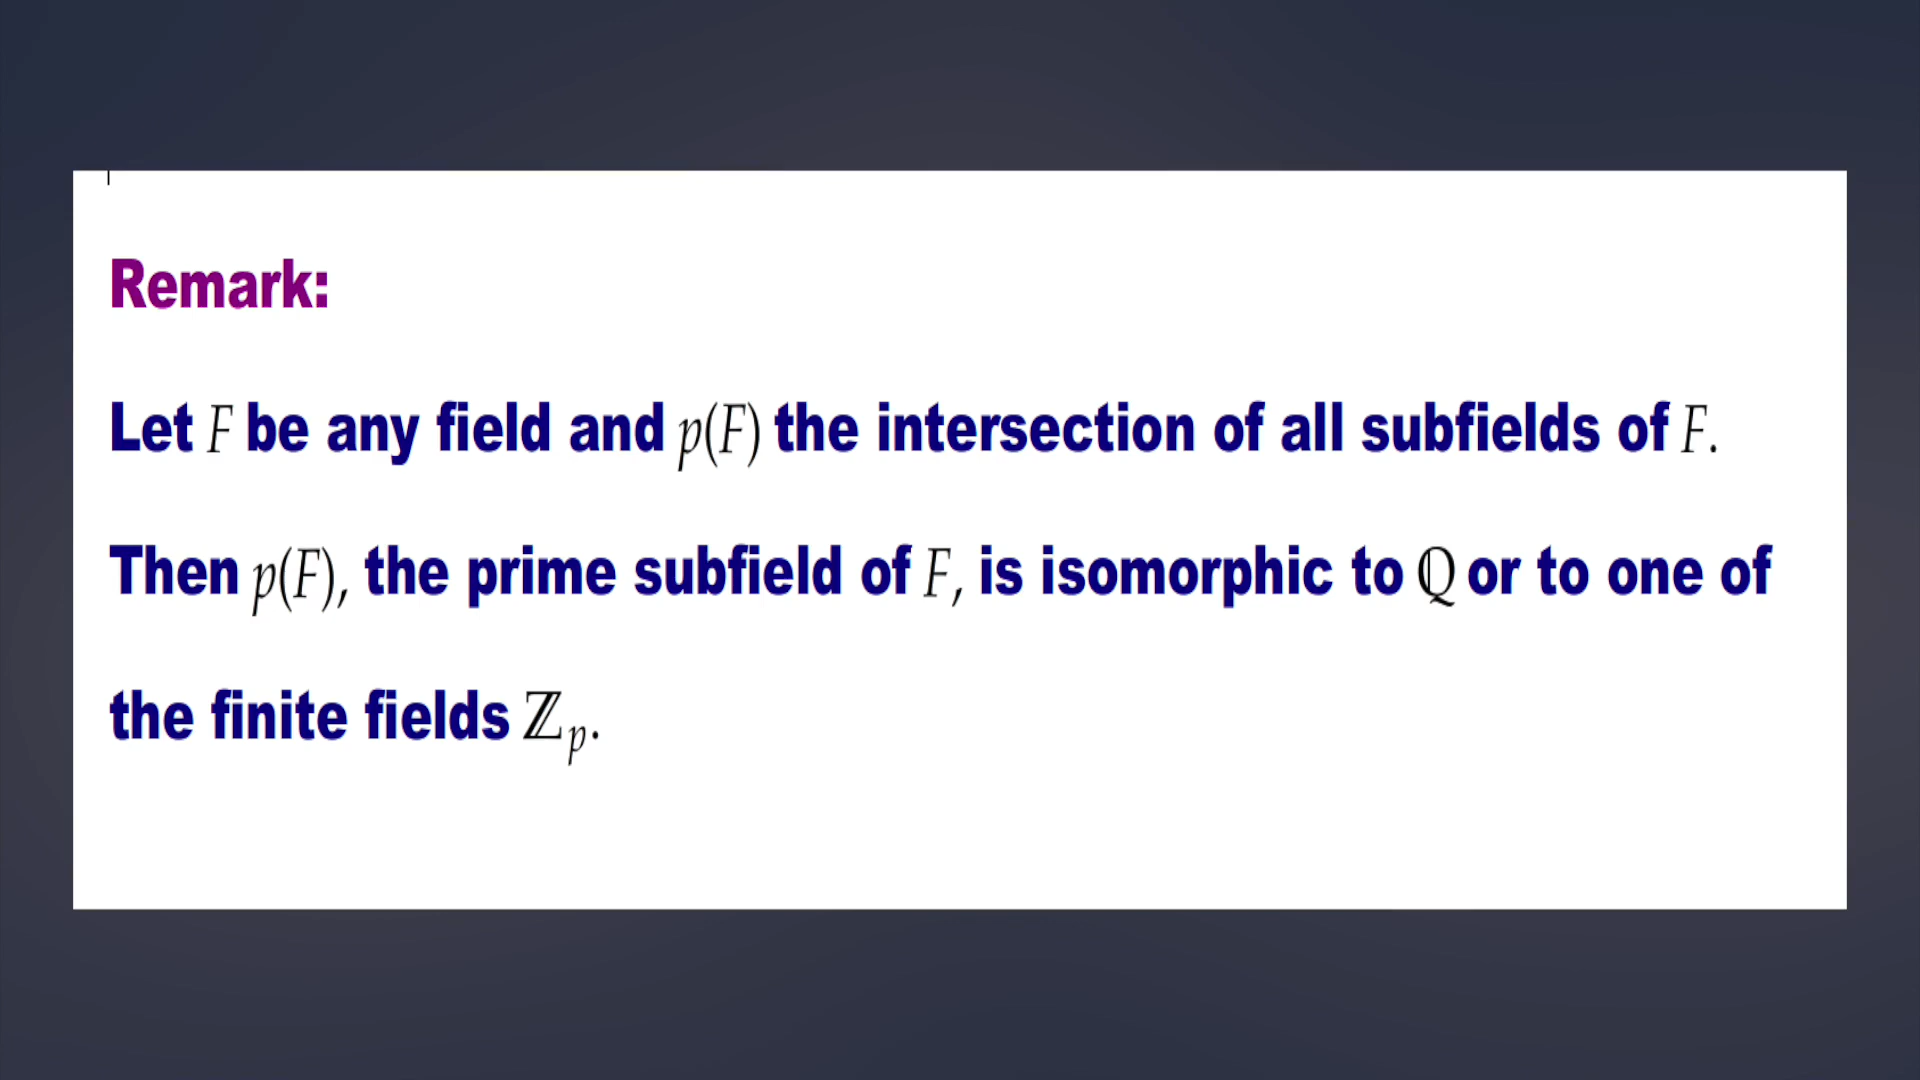 Remark:
Let F be any field and p(F) the intersection of all subfields of F.
Then p(F), the prime subfield of F, is isomorphic to ℚ or to one of
the finite fields ℤ_p.